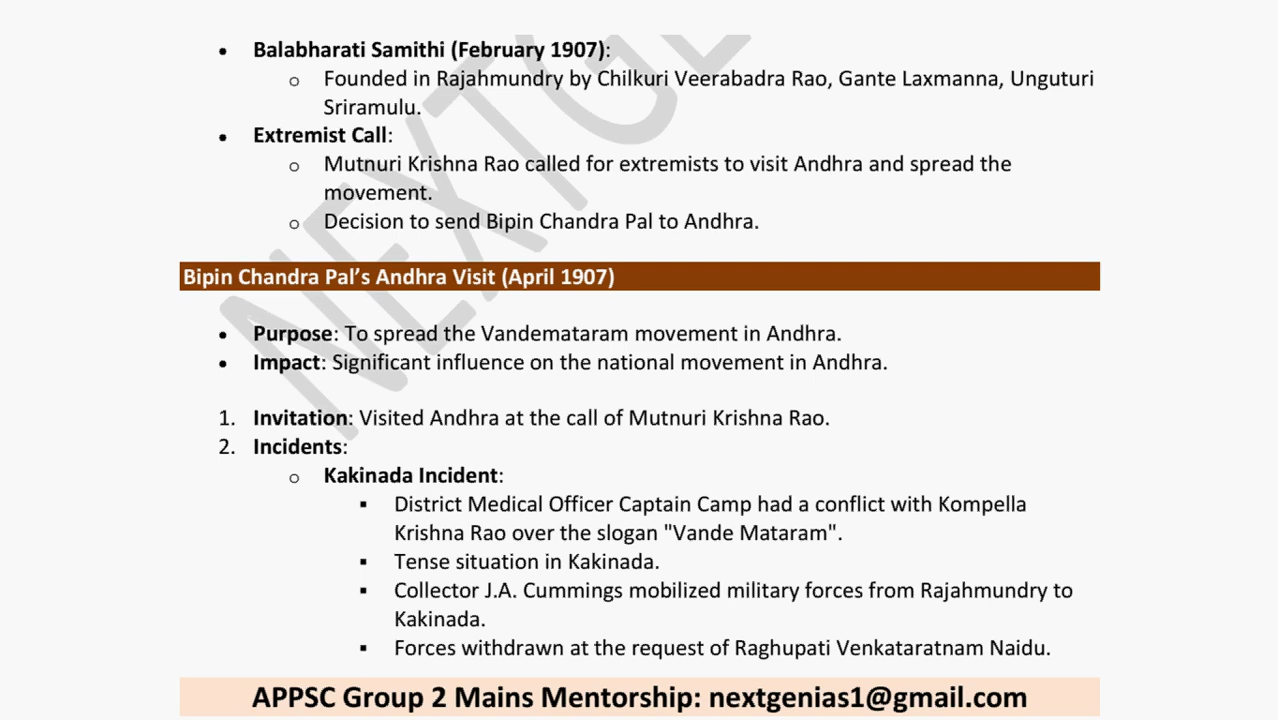 • Balabharati Samithi (February 1907):
o Founded in Rajahmundry by Chilkuri Veerabadra Rao, Gante Laxmanna, Unguturi
Sriramulu.
• Extremist Call:
o Mutnuri Krishna Rao called for extremists to visit Andhra and spread the
movement.
o Decision to send Bipin Chandra Pal to Andhra.
Bipin Chandra Pal’s Andhra Visit (April 1907)
• Purpose: To spread the Vandemataram movement in Andhra.
• Impact: Significant influence on the national movement in Andhra.
1. Invitation: Visited Andhra at the call of Mutnuri Krishna Rao.
2. Incidents:
o Kakinada Incident:
▪ District Medical Officer Captain Camp had a conflict with Kompella
Krishna Rao over the slogan "Vande Mataram".
▪ Tense situation in Kakinada.
▪ Collector J.A. Cummings mobilized military forces from Rajahmundry to
Kakinada.
▪ Forces withdrawn at the request of Raghupati Venkataratnam Naidu.
NEXTGE
APPSC Group 2 Mains Mentorship: nextgenias1@gmail.com